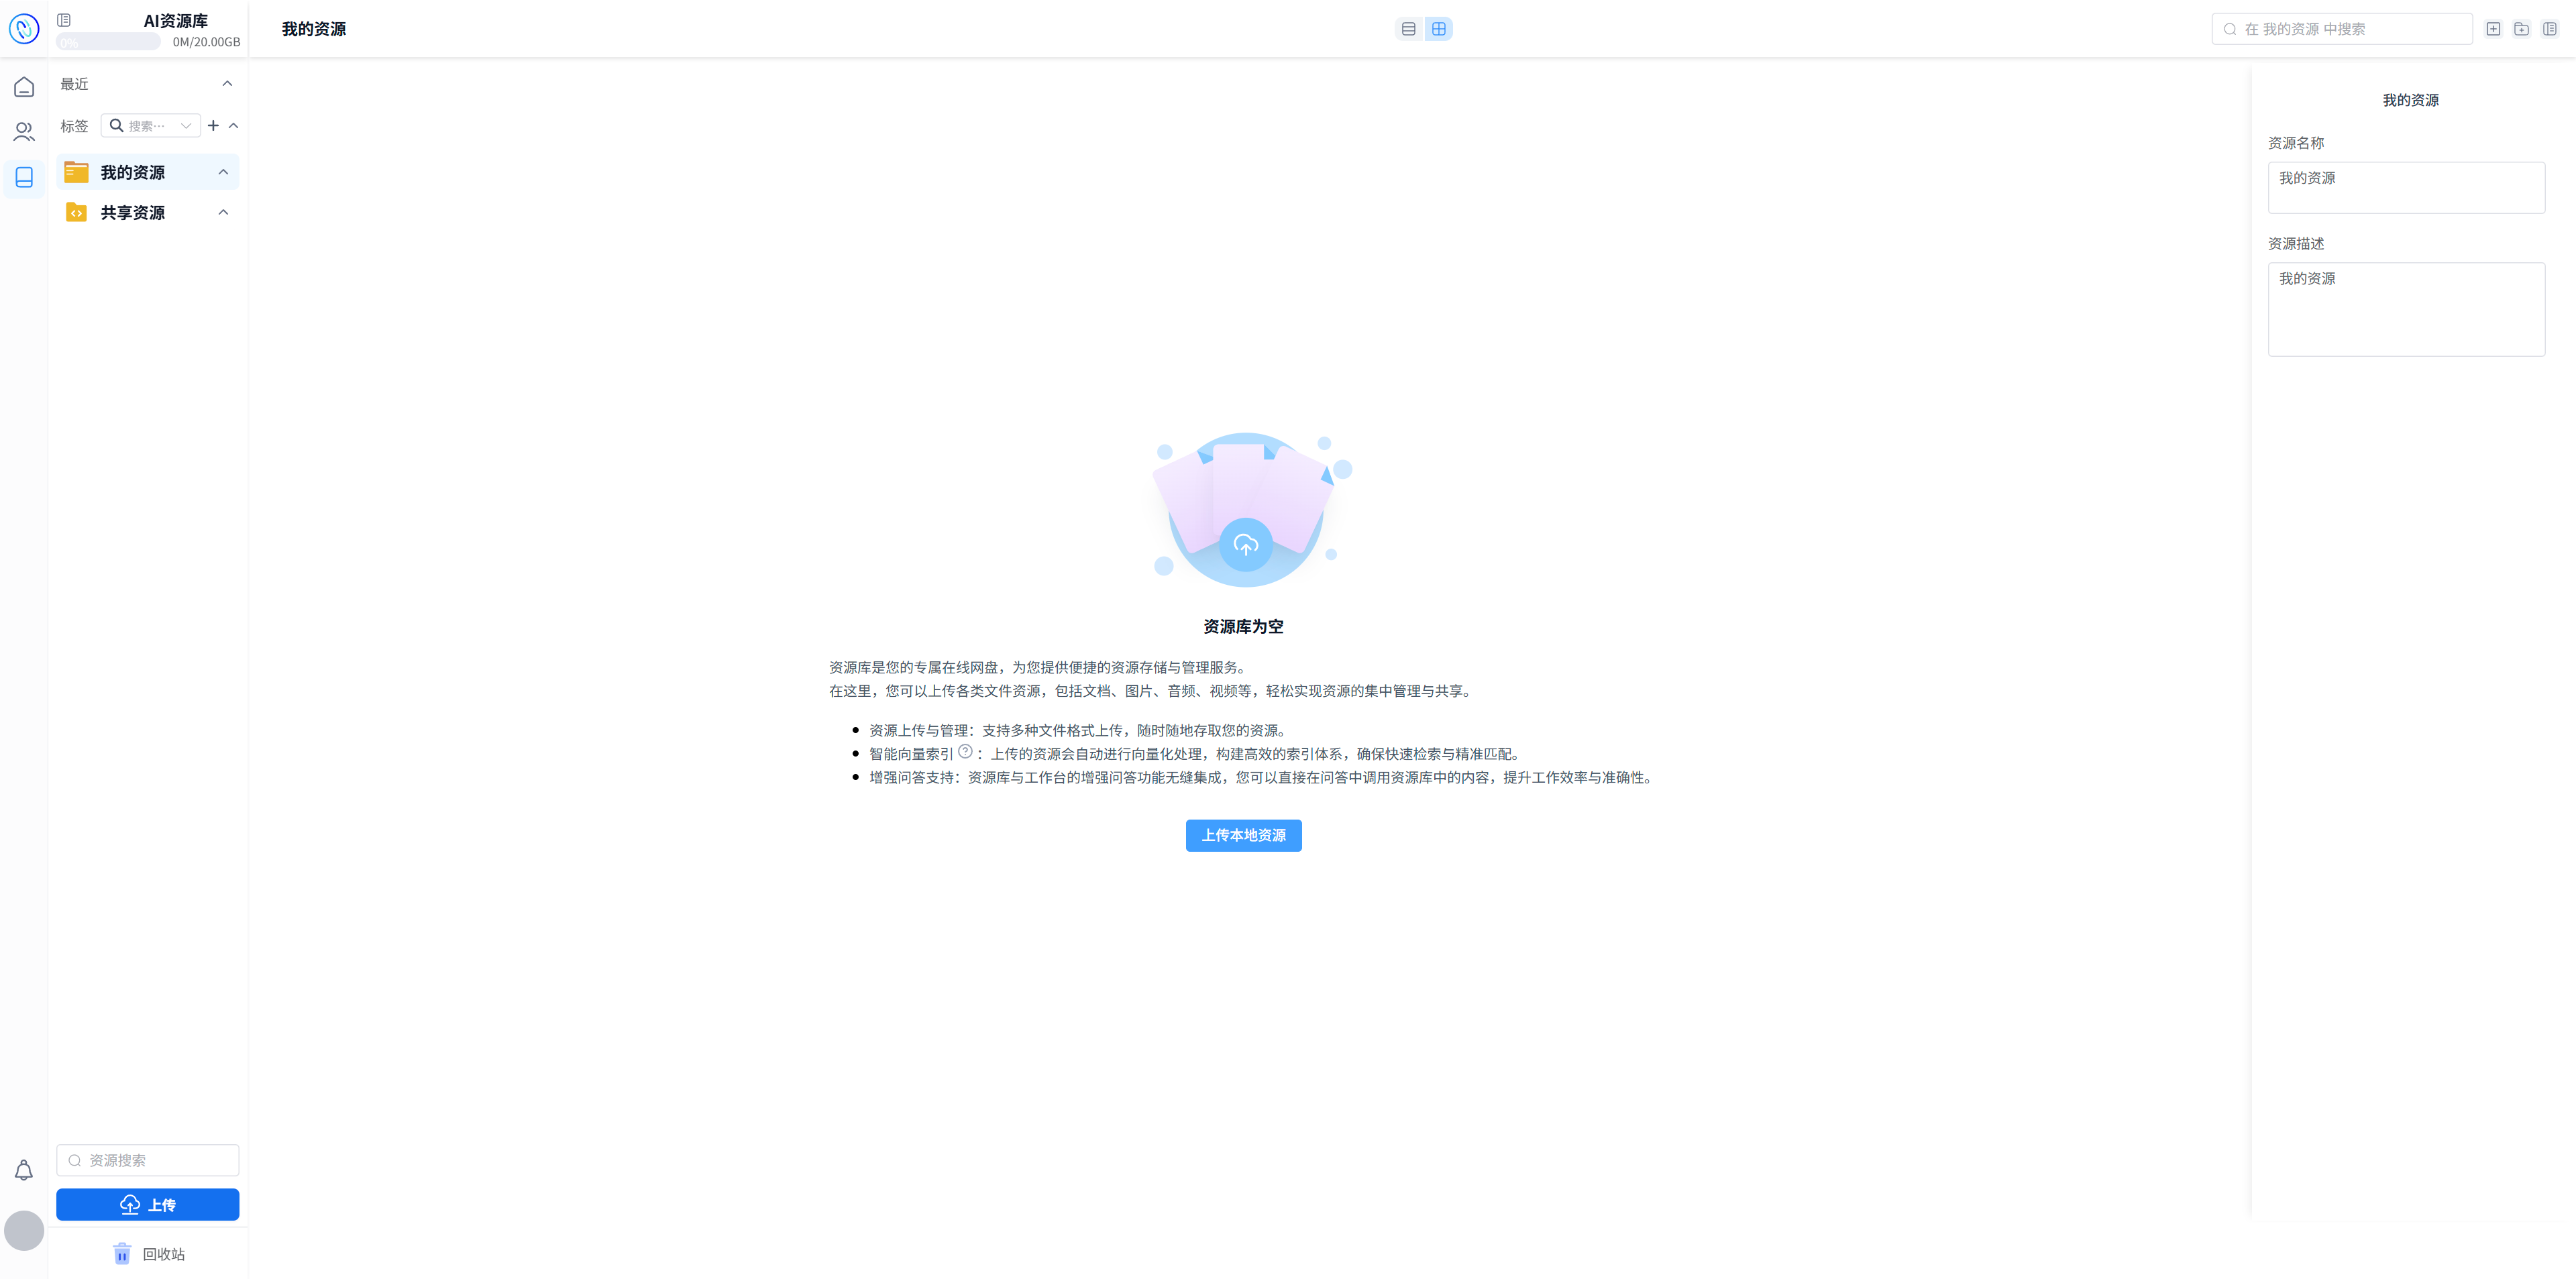 AI资源库
0%
0M/20.00GB
我的资源
在 我的资源 中搜索
最近
标签
搜索…
我的资源
共享资源
我的资源
资源名称
我的资源
资源描述
我的资源
资源库为空
资源库是您的专属在线网盘，为您提供便捷的资源存储与管理服务。
在这里，您可以上传各类文件资源，包括文档、图片、音频、视频等，轻松实现资源的集中管理与共享。
资源上传与管理：支持多种文件格式上传，随时随地存取您的资源。
智能向量索引 ? ：上传的资源会自动进行向量化处理，构建高效的索引体系，确保快速检索与精准匹配。
增强问答支持：资源库与工作台的增强问答功能无缝集成，您可以直接在问答中调用资源库中的内容，提升工作效率与准确性。
上传本地资源
资源搜索
上传
回收站